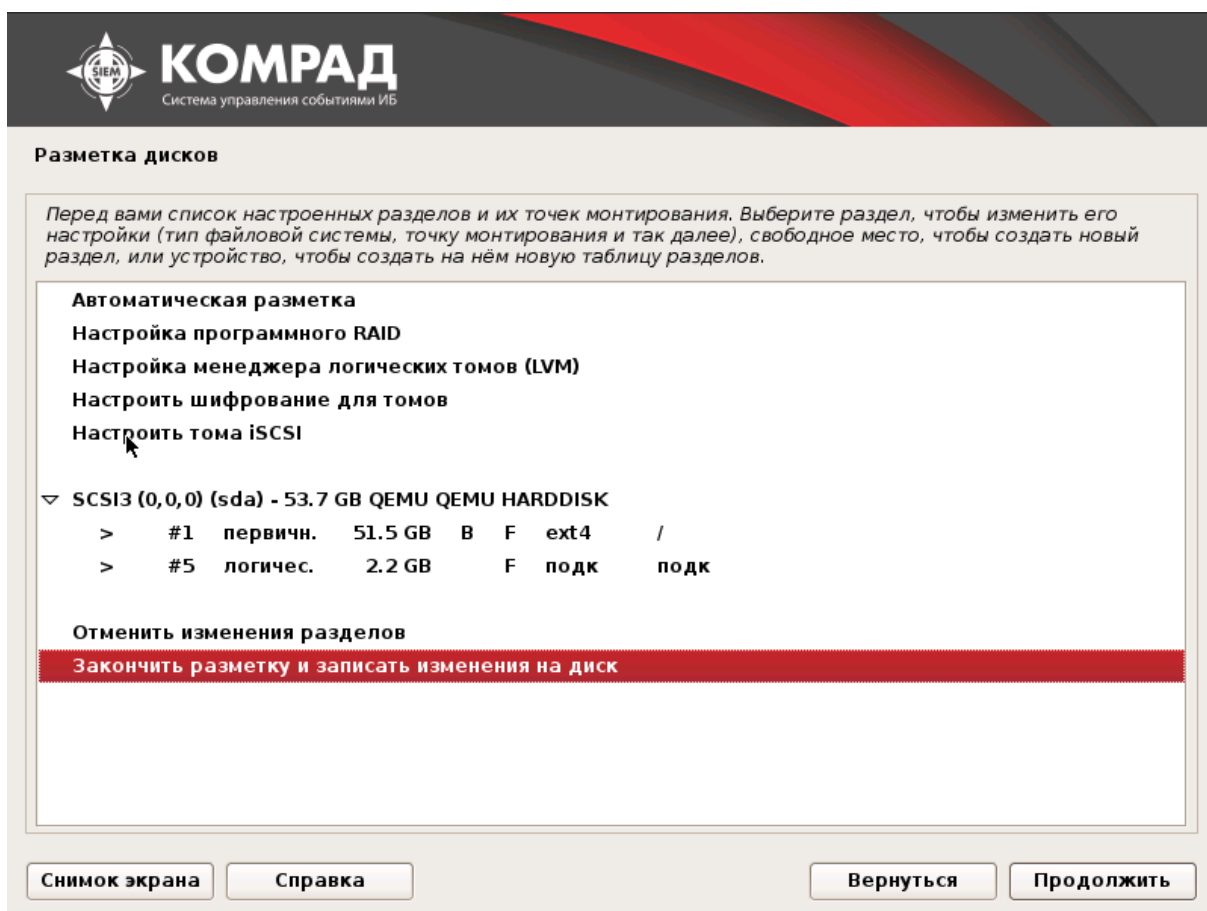 SIEM
КОМРАД
Система управления событиями ИБ
Разметка дисков
Перед вами список настроенных разделов и их точек монтирования. Выберите раздел, чтобы изменить его
настройки (тип файловой системы, точку монтирования и так далее), свободное место, чтобы создать новый
раздел, или устройство, чтобы создать на нём новую таблицу разделов.
Автоматическая разметка
Настройка программного RAID
Настройка менеджера логических томов (LVM)
Настроить шифрование для томов
Настроить тома iSCSI
SCSI3 (0,0,0) (sda) - 53.7 GB QEMU QEMU HARDDISK
> #1 первичн. 51.5 GB B F ext4 /
> #5 логичес. 2.2 GB F подк подк
Отменить изменения разделов
Закончить разметку и записать изменения на диск
Снимок экрана Справка Вернуться Продолжить